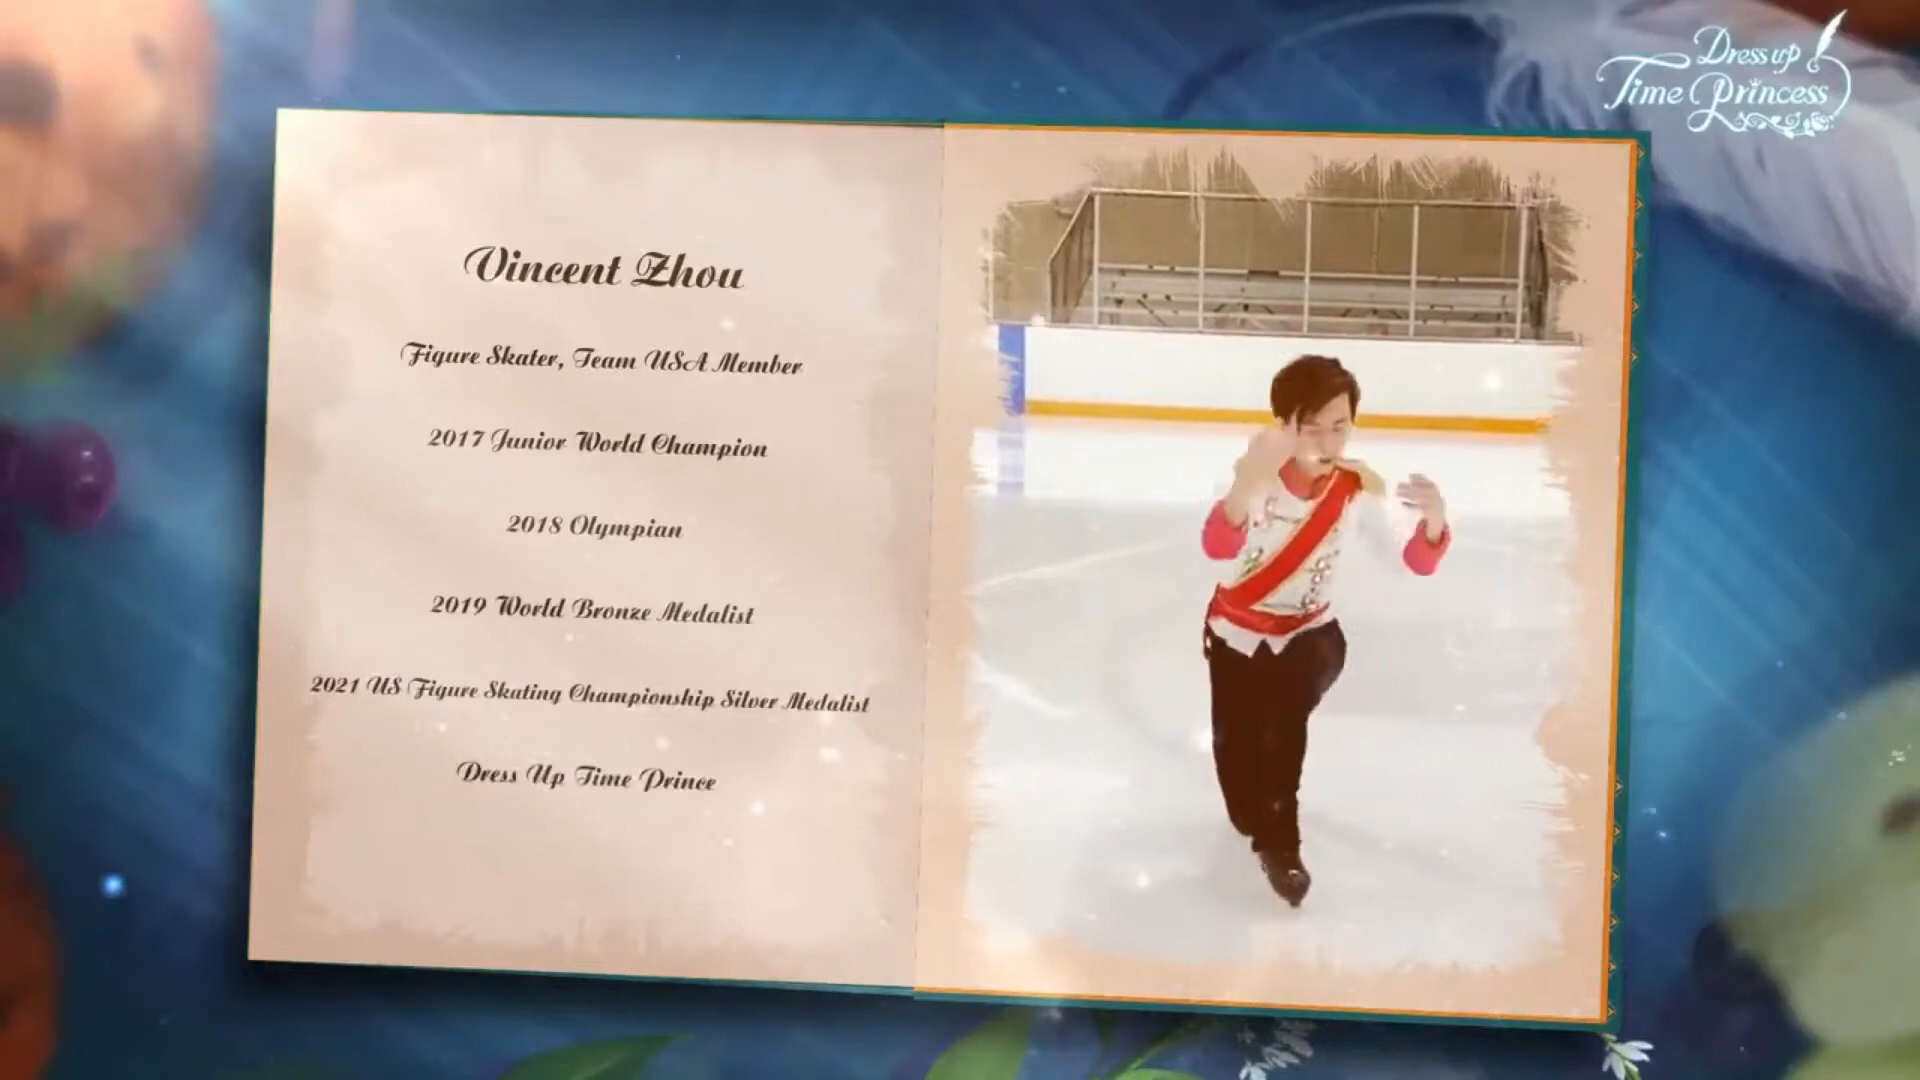 Dress up
Time Princess
Vincent Zhou
Figure Skater, Team USA Member
2017 Junior World Champion
2018 Olympian
2019 World Bronze Medalist
2021 US Figure Skating Championship Silver Medalist
Dress Up Time Prince